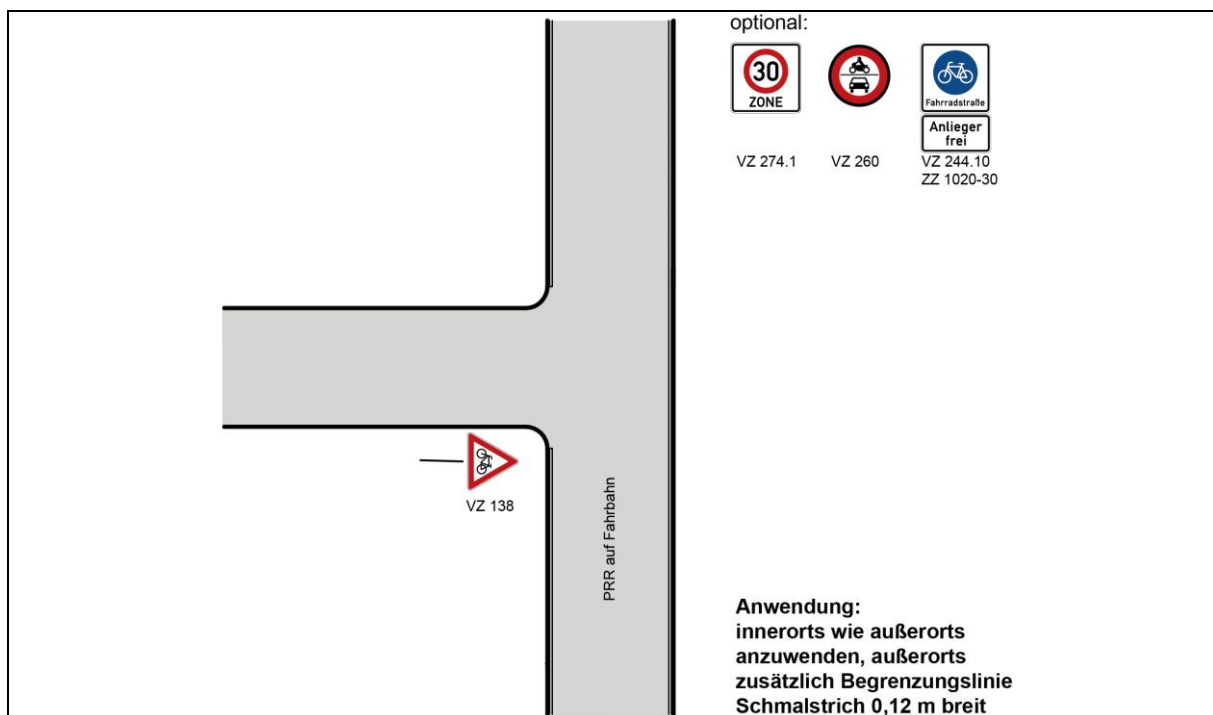 optional:
30
ZONE
Fahrradstraße
Anlieger
frei
VZ 274.1
VZ 260
VZ 244.10
ZZ 1020-30
VZ 138
PRR auf Fahrbahn
Anwendung:
innerorts wie außerorts
anzuwenden, außerorts
zusätzlich Begrenzungslinie
Schmalstrich 0,12 m breit